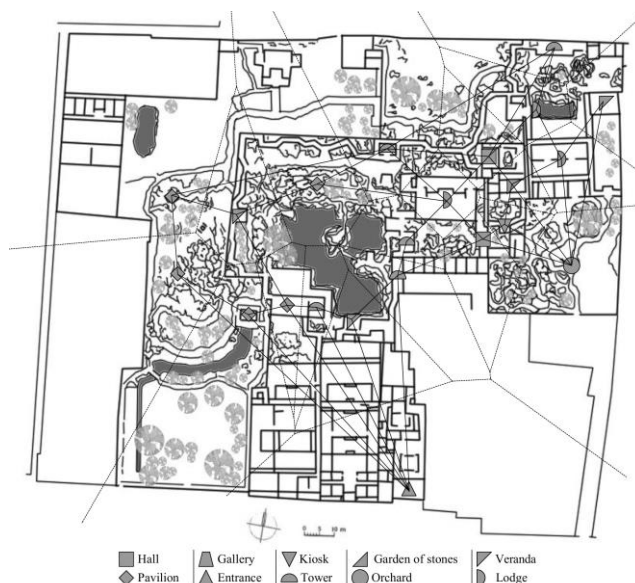 0 5 10 m
Hall Gallery Kiosk Garden of stones Veranda
Pavilion Entrance Tower Orchard Lodge